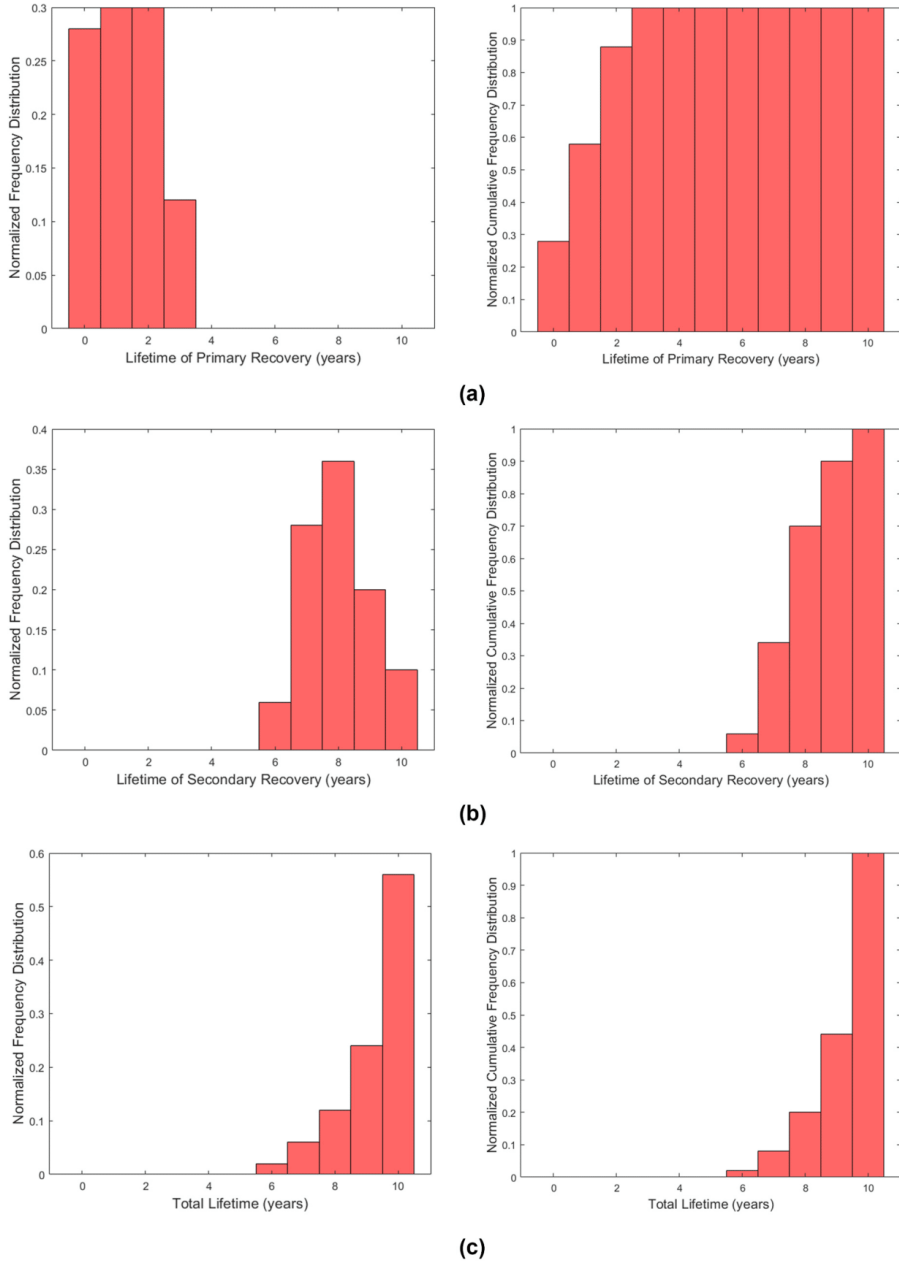 0.3
0.25
0.2
0.15
0.1
0.05
0
Normalized Frequency Distribution
0 2 4 6 8 10
Lifetime of Primary Recovery (years)
1
0.9
0.8
0.7
0.6
0.5
0.4
0.3
0.2
0.1
0
Normalized Cumulative Frequency Distribution
0 2 4 6 8 10
Lifetime of Primary Recovery (years)
(a)
0.4
0.35
0.3
0.25
0.2
0.15
0.1
0.05
0
Normalized Frequency Distribution
0 2 4 6 8 10
Lifetime of Secondary Recovery (years)
1
0.9
0.8
0.7
0.6
0.5
0.4
0.3
0.2
0.1
0
Normalized Cumulative Frequency Distribution
0 2 4 6 8 10
Lifetime of Secondary Recovery (years)
(b)
0.6
0.5
0.4
0.3
0.2
0.1
0
Normalized Frequency Distribution
0 2 4 6 8 10
Total Lifetime (years)
1
0.9
0.8
0.7
0.6
0.5
0.4
0.3
0.2
0.1
0
Normalized Cumulative Frequency Distribution
0 2 4 6 8 10
Total Lifetime (years)
(c)